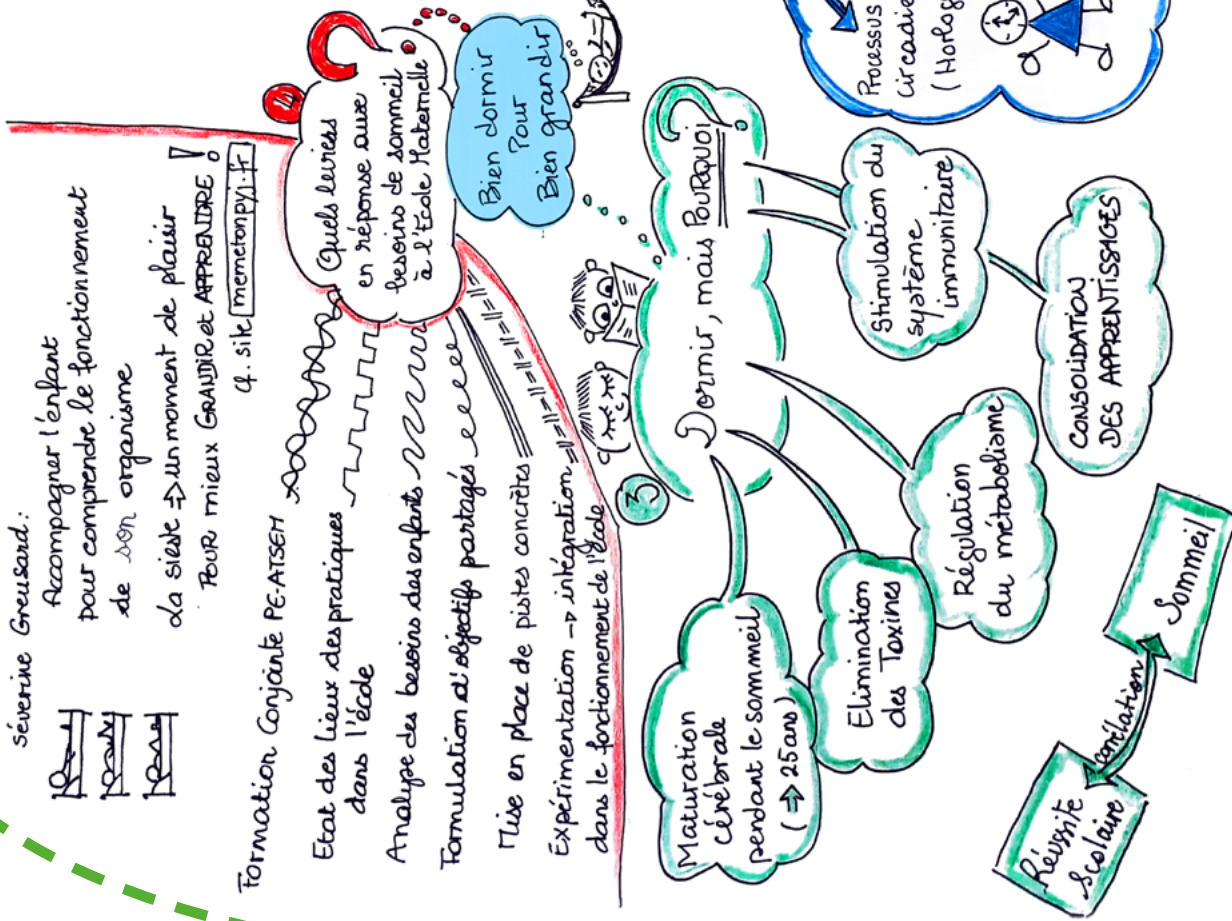 Séverine Greusard:
Accompagner l'enfant
pour comprendre le fonctionnement
de son organisme
La sieste => un moment de plaisir
POUR mieux GRANDIR et APPRENDRE !
cf. site memetonpyj.fr
4
Quels leviers
en réponse aux
besoins de sommeil
à l'Ecole Maternelle
?
Formation Conjointe PE-ATSEM
Etat des lieux des pratiques
dans l'école
Analyse des besoins des enfants
Formulation d'objectifs partagés
Mise en place de pistes concrètes
Expérimentation → intégration
dans le fonctionnement de l'école
Bien dormir
Pour
Bien grandir
3
Dormir, mais POURQUOI ?
Maturation
cérébrale
pendant le sommeil
(=> 25 ans)
Elimination
des Toxines
Régulation
du métabolisme
Stimulation du
système
immunitaire
CONSOLIDATION
DES APPRENTISSAGES
Réussite
Scolaire
corrélation
Sommeil
Processus
circadien
(Horlog